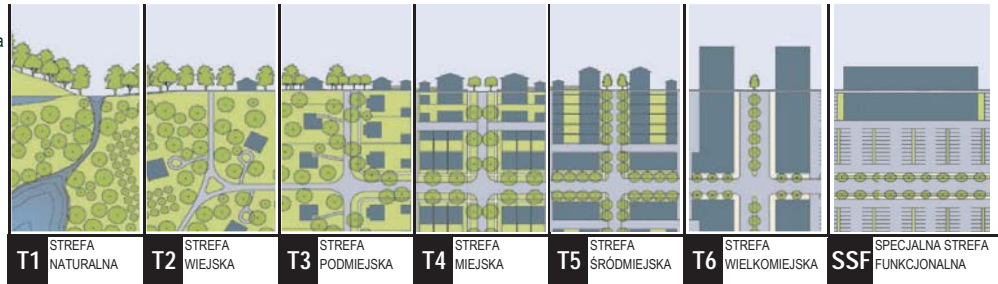 a
T1 STREFA NATURALNA
T2 STREFA WIEJSKA
T3 STREFA PODMIEJSKA
T4 STREFA MIEJSKA
T5 STREFA ŚRÓDMIEJSKA
T6 STREFA WIELKOMIEJSKA
SSF SPECJALNA STREFA FUNKCJONALNA